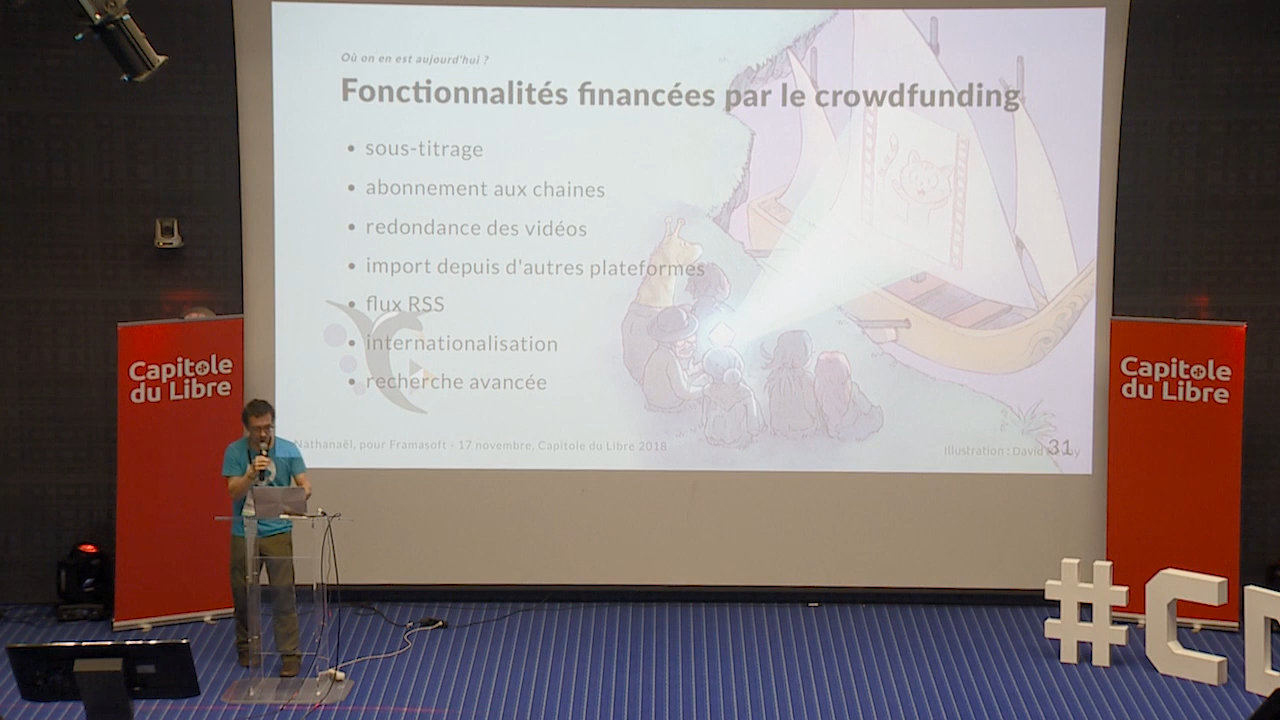 Où on en est aujourd'hui ?
Fonctionnalités financées par le crowdfunding
• sous-titrage
• abonnement aux chaines
• redondance des vidéos
• import depuis d'autres plateformes
• flux RSS
• internationalisation
• recherche avancée
Nathanaël, pour Framasoft - 17 novembre, Capitole du Libre 2018
Illustration : David
31
Capitole
du Libre
Capitole
du Libre
#C